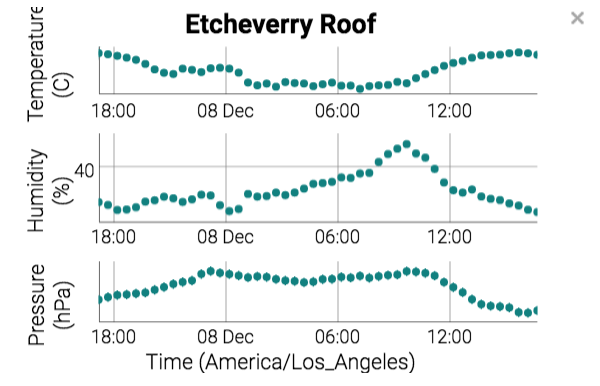 Etcheverry Roof
×
Temperature
(C)
18:00 08 Dec 06:00 12:00
Humidity
(%)
40
18:00 08 Dec 06:00 12:00
Pressure
(hPa)
18:00 08 Dec 06:00 12:00
Time (America/Los_Angeles)